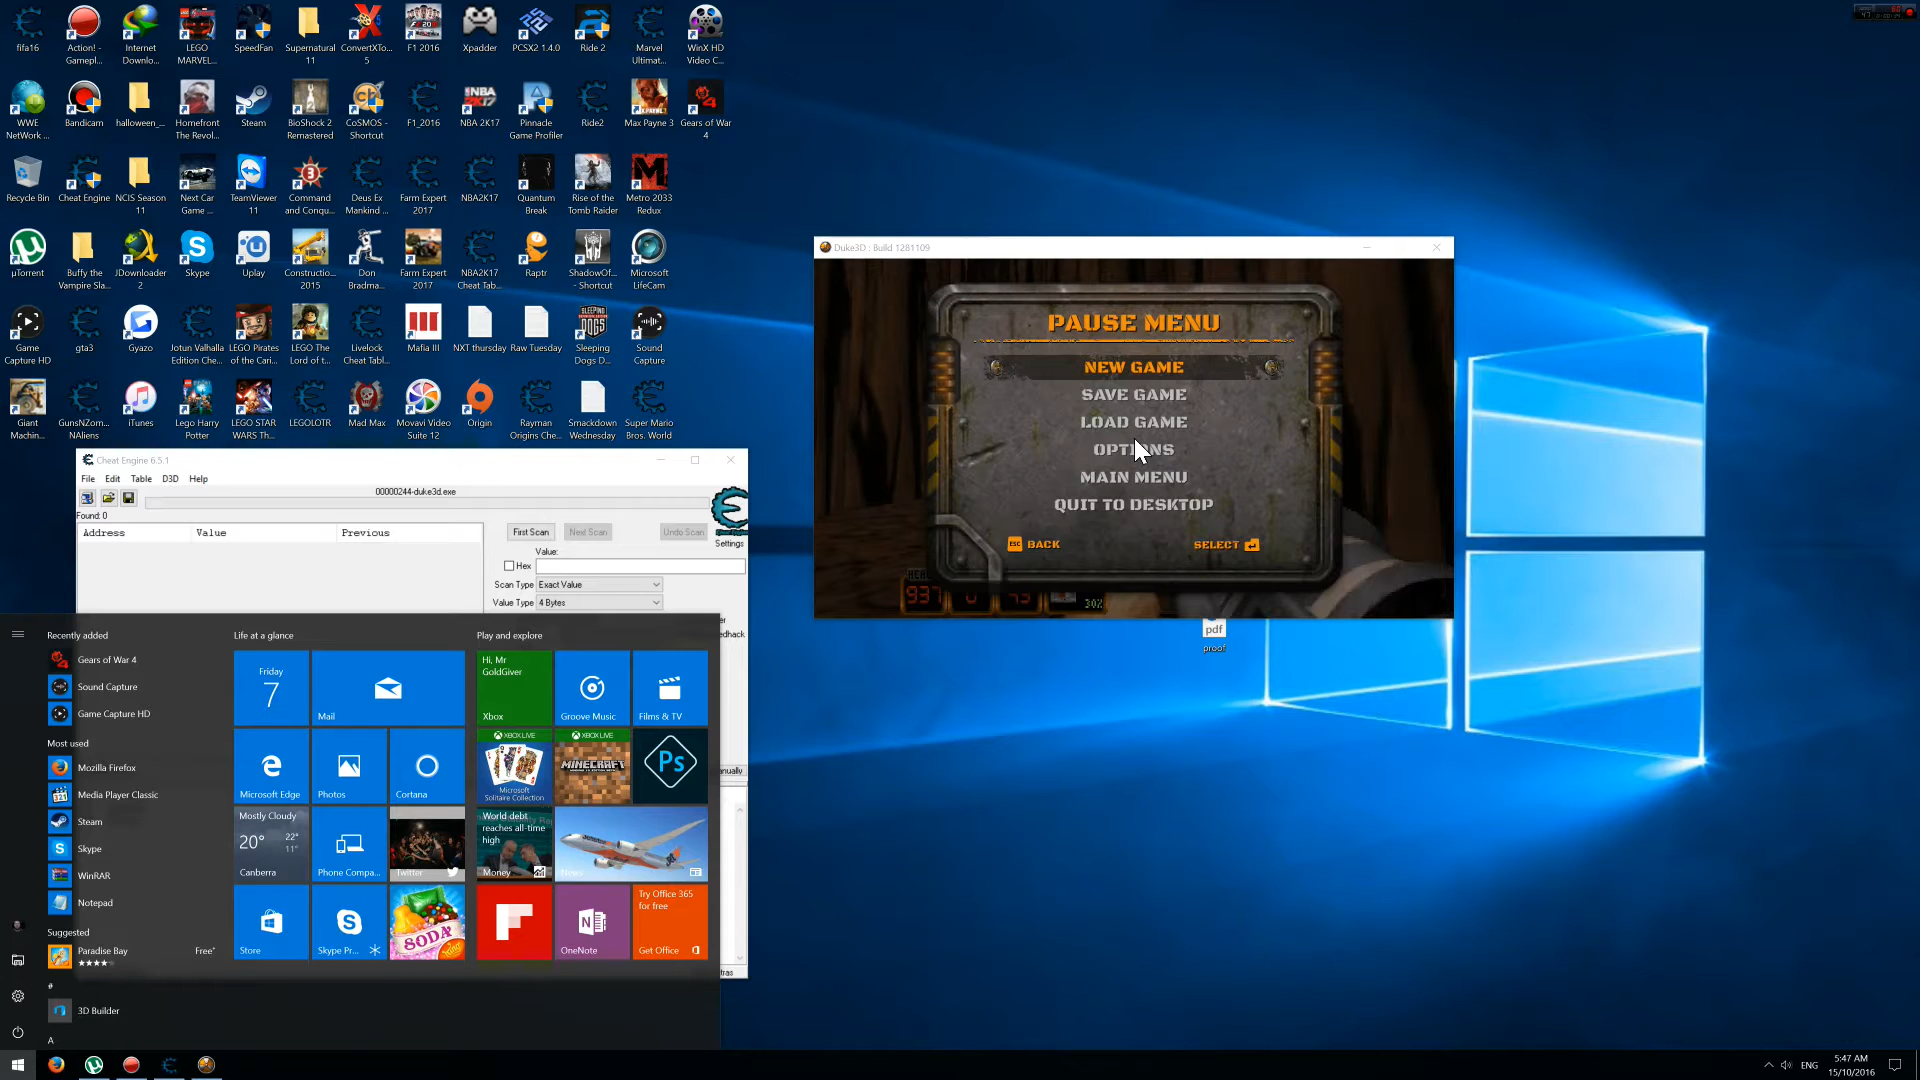 fifa16
Action! - Gamepl...
Internet Downlo...
LEGO MARVEL...
SpeedFan
Supernatural 11
ConvertXTo... 5
F1 2016
Xpadder
PCSX2 1.4.0
Ride 2
Marvel Ultimat...
WinX HD Video C...
WWE NetWork ...
Bandicam
halloween_...
Homefront The Revol...
Steam
BioShock 2 Remastered
CoSMOS - Shortcut
F1_2016
NBA 2K17
Pinnacle Game Profiler
Ride2
Max Payne 3
Gears of War 4
Recycle Bin
Cheat Engine
NCIS Season 11
Next Car Game ...
TeamViewer 11
Command and Conqu...
Deus Ex Mankind ...
Farm Expert 2017
NBA2K17
Quantum Break
Rise of the Tomb Raider
Metro 2033 Redux
µTorrent
Buffy the Vampire Sla...
JDownloader 2
Skype
Uplay
Constructio... 2015
Don Bradma...
Farm Expert 2017
NBA2K17 Cheat Tab...
Raptr
ShadowOf... - Shortcut
Microsoft LifeCam
Game Capture HD
gta3
Gyazo
Jotun Valhalla Edition Che...
LEGO Pirates of the Cari...
LEGO The Lord of t...
Livelock Cheat Tabl...
Mafia III
NXT thursday
Raw Tuesday
Sleeping Dogs D...
Sound Capture
Giant Machin...
GunsNZom... NAliens
iTunes
Lego Harry Potter
LEGO STAR WARS Th...
LEGOLOTR
Mad Max
Movavi Video Suite 12
Origin
Rayman Origins Che...
Smackdown Wednesday
Super Mario Bros. World
Duke3D : Build 1281109
PAUSE MENU
NEW GAME
SAVE GAME
LOAD GAME
OPTIONS
MAIN MENU
QUIT TO DESKTOP
ESC BACK
SELECT
937
0
30%
pdf
proof
Cheat Engine 6.5.1
File Edit Table D3D Help
00000244-duke3d.exe
Found: 0
Address Value Previous
First Scan Next Scan Undo Scan
Settings
Value:
Hex
Scan Type Exact Value
Value Type 4 Bytes
Recently added
Gears of War 4
Sound Capture
Game Capture HD
Most used
Mozilla Firefox
Media Player Classic
Steam
Skype
WinRAR
Notepad
Suggested
Paradise Bay Free*
#
3D Builder
A
Life at a glance
Friday
7
Mail
Microsoft Edge
Photos
Cortana
Mostly Cloudy
20° 22° 11°
Canberra
Phone Compa...
Twitter
Store
Skype Pr...
SODA
Play and explore
Hi, Mr GoldGiver
Xbox
Groove Music
Films & TV
XBOX LIVE
Microsoft Solitaire Collection
XBOX LIVE
MINECRAFT
Ps
World debt reaches all-time high
Money
News
OneNote
Try Office 365 for free
Get Office
ENG
5:47 AM
15/10/2016